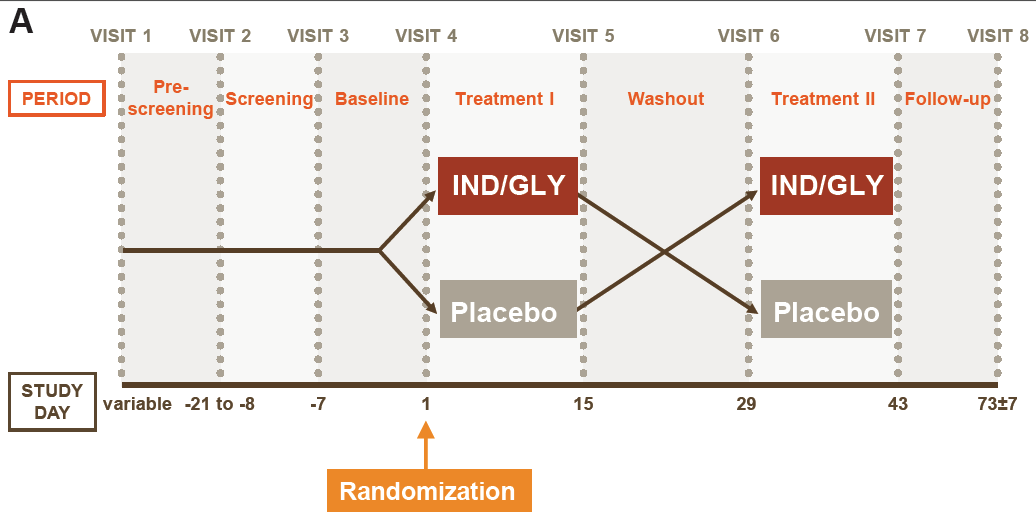 A
VISIT 1 VISIT 2 VISIT 3 VISIT 4 VISIT 5 VISIT 6 VISIT 7 VISIT 8
PERIOD
Pre-
screening
Screening
Baseline
Treatment I
Washout
Treatment II
Follow-up
IND/GLY
IND/GLY
Placebo
Placebo
STUDY
DAY
variable -21 to -8 -7 1 15 29 43 73±7
Randomization